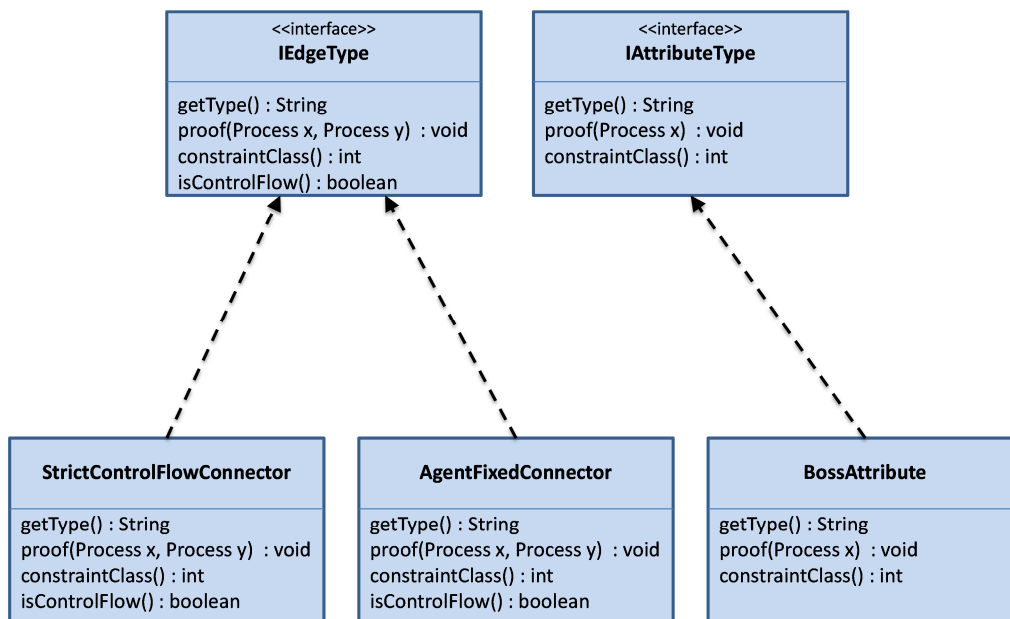 <<interface>>
IEdgeType
getType() : String
proof(Process x, Process y) : void
constraintClass() : int
isControlFlow() : boolean
<<interface>>
IAttributeType
getType() : String
proof(Process x) : void
constraintClass() : int
StrictControlFlowConnector
getType() : String
proof(Process x, Process y) : void
constraintClass() : int
isControlFlow() : boolean
AgentFixedConnector
getType() : String
proof(Process x, Process y) : void
constraintClass() : int
isControlFlow() : boolean
BossAttribute
getType() : String
proof(Process x) : void
constraintClass() : int